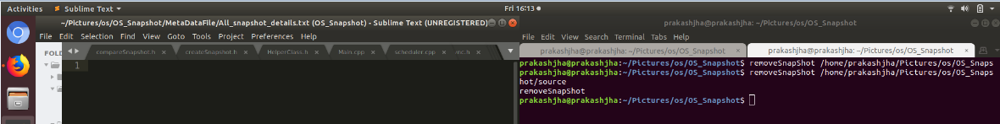 Activities Sublime Text Fri 16:13
~/Pictures/os/OS_Snapshot/MetaDataFile/All_snapshot_details.txt (OS_Snapshot) - Sublime Text (UNREGISTERED)
File Edit Selection Find View Goto Tools Project Preferences Help
FOLD
compareSnapshot.h createSnapshot.h HelperClass.h Main.cpp scheduler.cpp
1
prakashjha@prakashjha: ~/Pictures/os/OS_Snapshot
File Edit View Search Terminal Tabs Help
prakashjha@prakashjha: ~/Pictures/os/OS_Snapshot prakashjha@prakashjha: ~/Pictures/os/OS_Snapshot
prakashjha@prakashjha:~/Pictures/os/OS_Snapshot$ removeSnapShot /home/prakashjha/Pictures/os/OS_Snaps
prakashjha@prakashjha:~/Pictures/os/OS_Snapshot$ removeSnapShot /home/prakashjha/Pictures/os/OS_Snaps
hot/source
removeSnapShot
prakashjha@prakashjha:~/Pictures/os/OS_Snapshot$